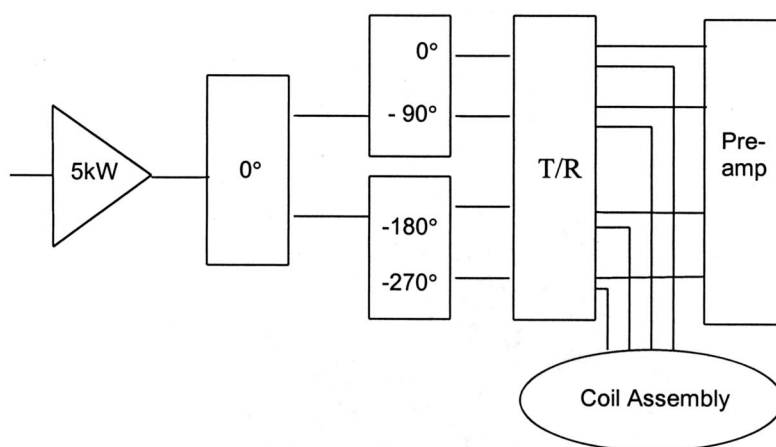 5kW
0°
0°
- 90°
-180°
-270°
T/R
Pre-
amp
Coil Assembly